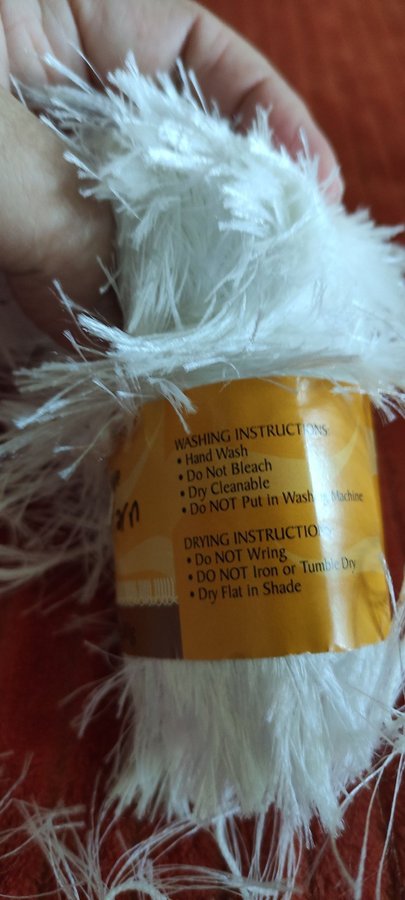 WASHING INSTRUCTIONS
• Hand Wash
• Do Not Bleach
• Dry Cleanable
• Do NOT Put in Washing Machine
DRYING INSTRUCTION
• Do NOT Wring
• DO NOT Iron or Tumble Dry
• Dry Flat in Shade